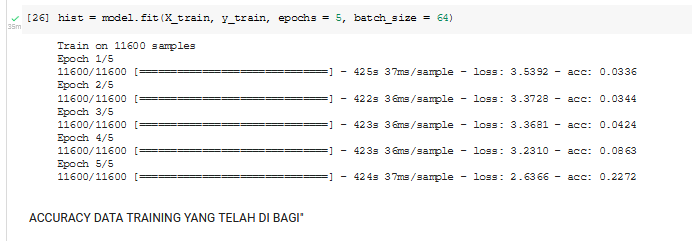 [26] hist = model.fit(X_train, y_train, epochs = 5, batch_size = 64)
35m
Train on 11600 samples
Epoch 1/5
11600/11600 [==============================] - 425s 37ms/sample - loss: 3.5392 - acc: 0.0336
Epoch 2/5
11600/11600 [==============================] - 422s 36ms/sample - loss: 3.3728 - acc: 0.0344
Epoch 3/5
11600/11600 [==============================] - 423s 36ms/sample - loss: 3.3681 - acc: 0.0424
Epoch 4/5
11600/11600 [==============================] - 423s 36ms/sample - loss: 3.2310 - acc: 0.0863
Epoch 5/5
11600/11600 [==============================] - 424s 37ms/sample - loss: 2.6366 - acc: 0.2272
ACCURACY DATA TRAINING YANG TELAH DI BAGI"